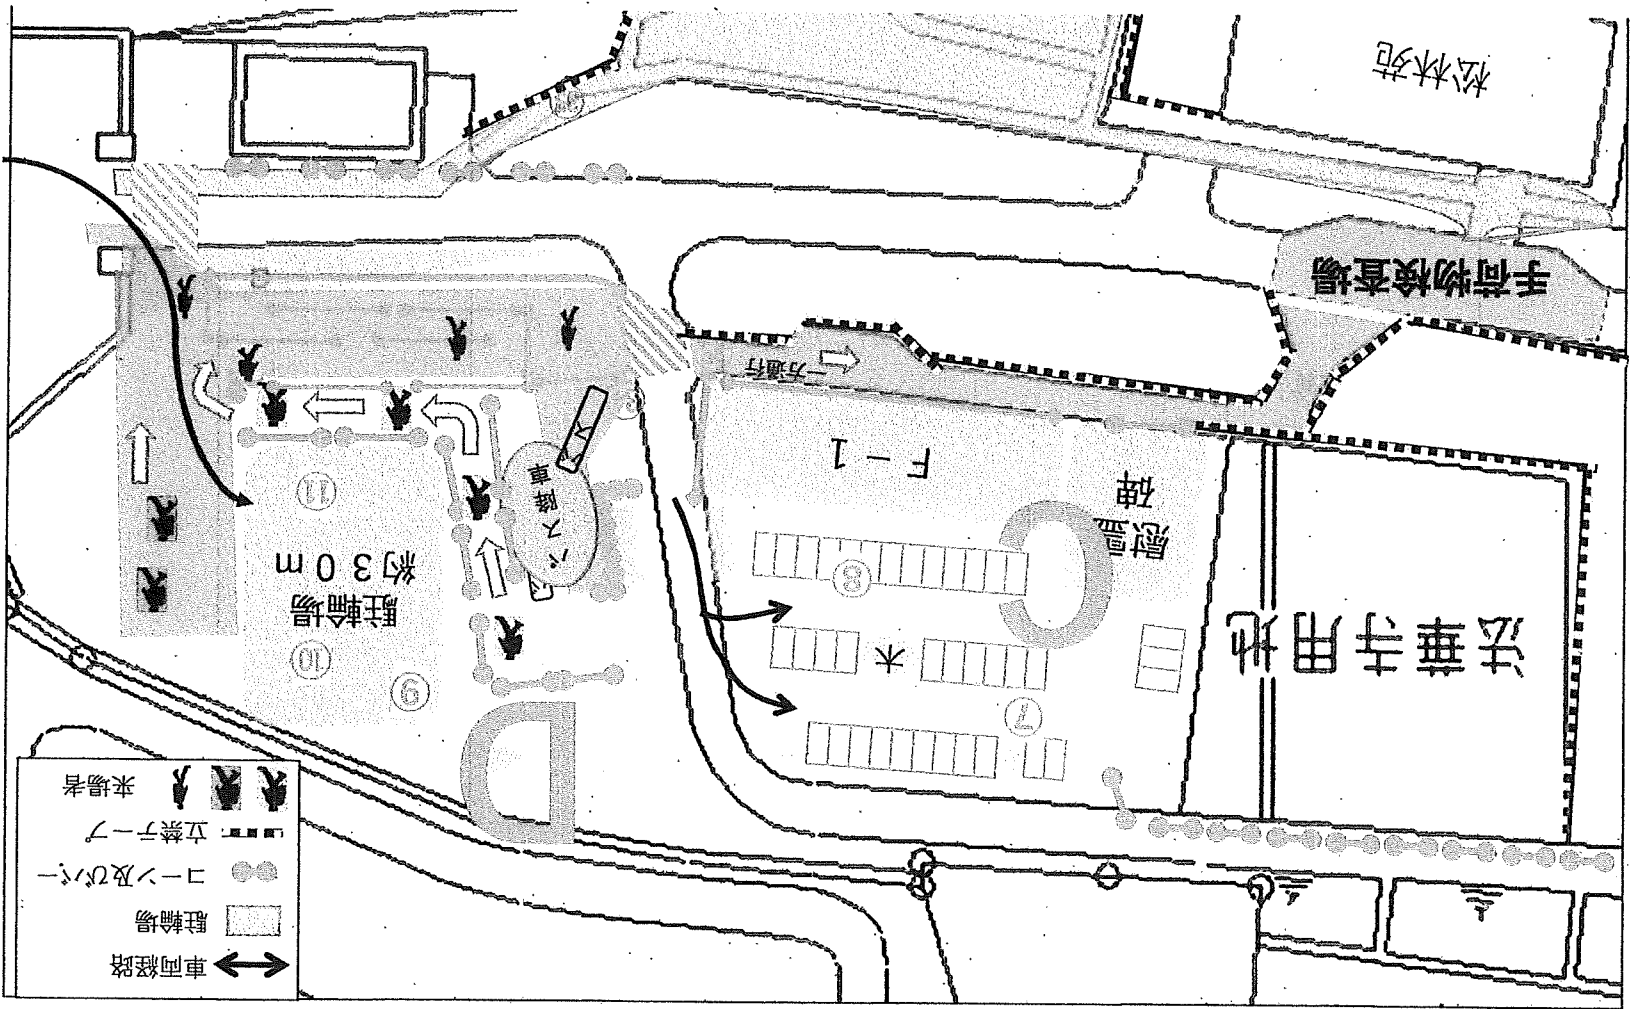 車両経路
駐輪場
コーン及びバー
立禁テープ
来場者
D
⑦
法華寺用地
木
⑨
⑩
⑧
C
慰霊
碑
駐輪場
約30m
⑪
バス降車
F－1
一方通行
手荷物検査場
松林苑